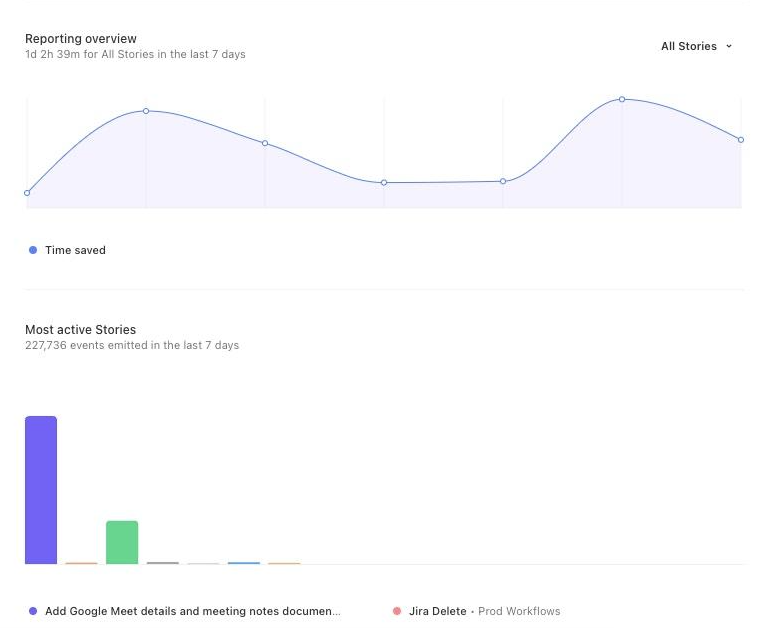 Reporting overview
1d 2h 39m for All Stories in the last 7 days
All Stories
Time saved
Most active Stories
227,736 events emitted in the last 7 days
Add Google Meet details and meeting notes documen...
Jira Delete • Prod Workflows